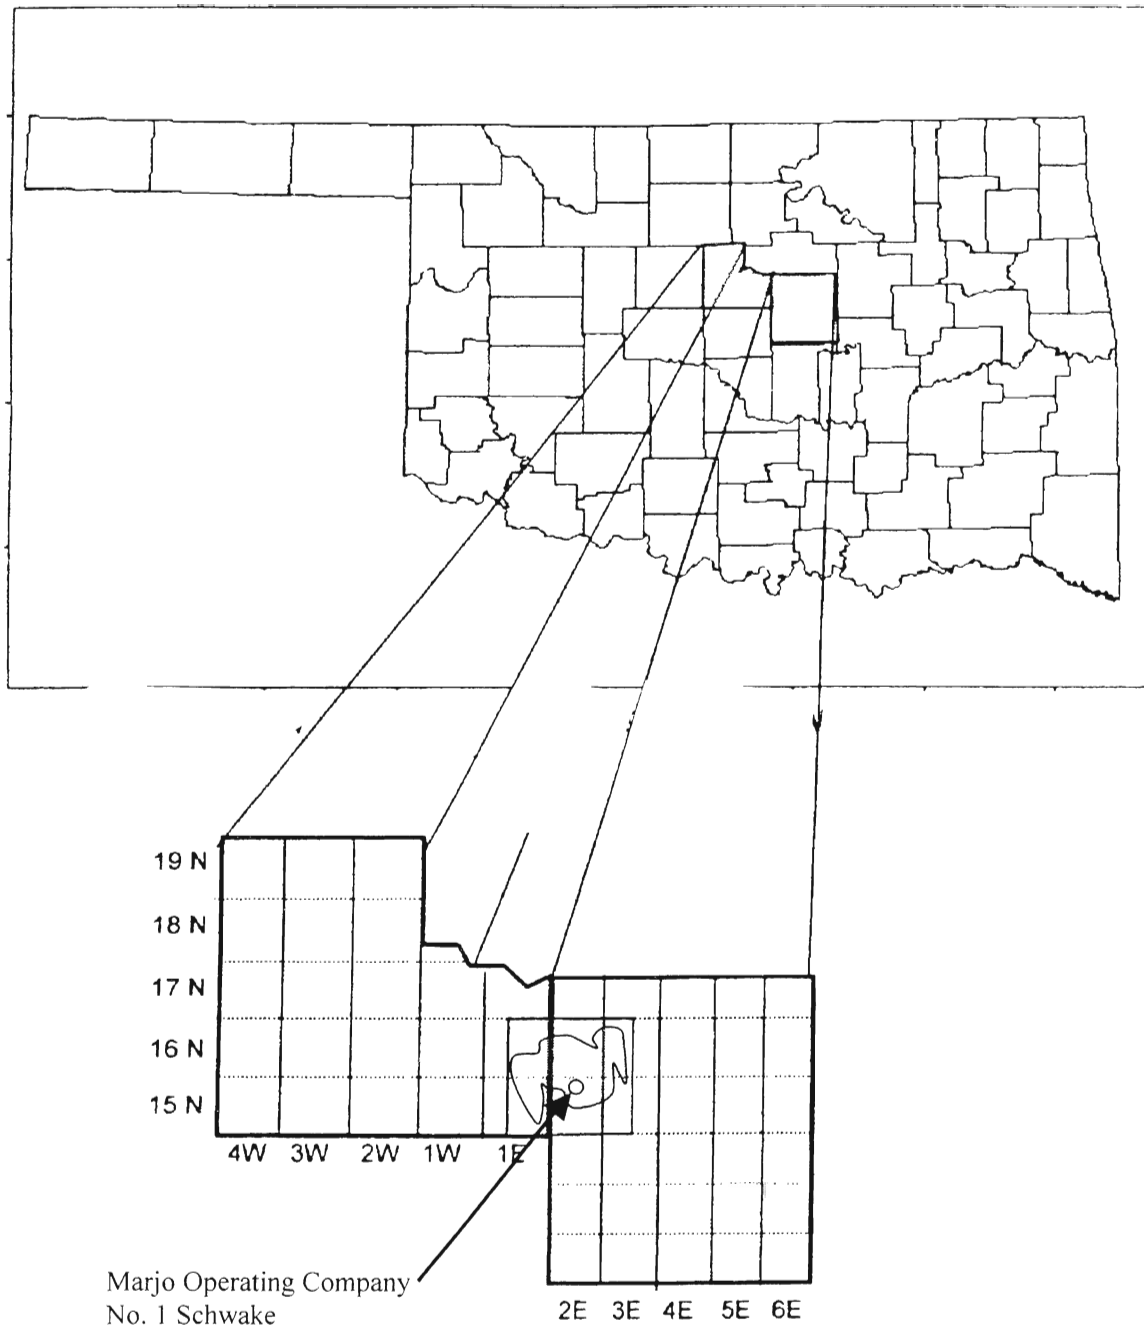 19 N
18 N
17 N
16 N
15 N
4W 3W 2W 1W 1E
Marjo Operating Company
No. 1 Schwake
2E 3E 4E 5E 6E